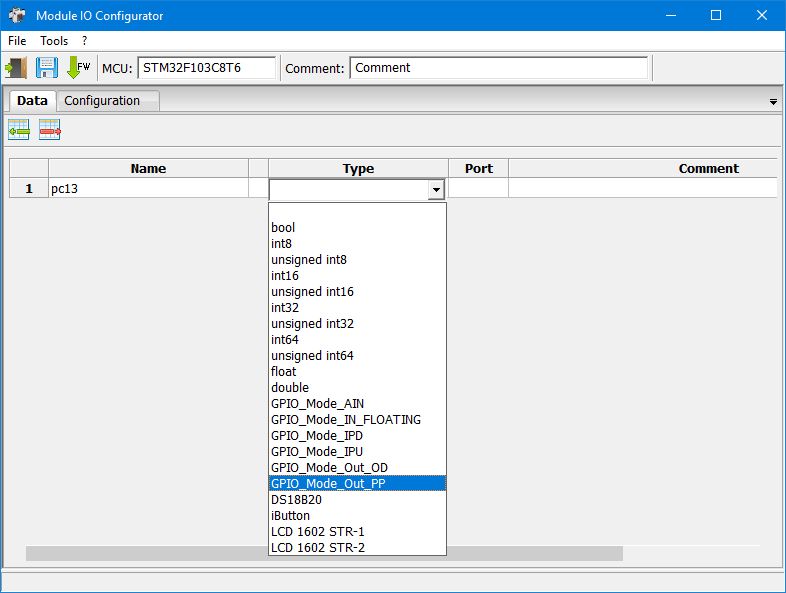 Module IO Configurator
File Tools ?
FW MCU: STM32F103C8T6 Comment: Comment
Data Configuration
Name Type Port Comment
1 pc13
bool
int8
unsigned int8
int16
unsigned int16
int32
unsigned int32
int64
unsigned int64
float
double
GPIO_Mode_AIN
GPIO_Mode_IN_FLOATING
GPIO_Mode_IPD
GPIO_Mode_IPU
GPIO_Mode_Out_OD
GPIO_Mode_Out_PP
DS18B20
iButton
LCD 1602 STR-1
LCD 1602 STR-2